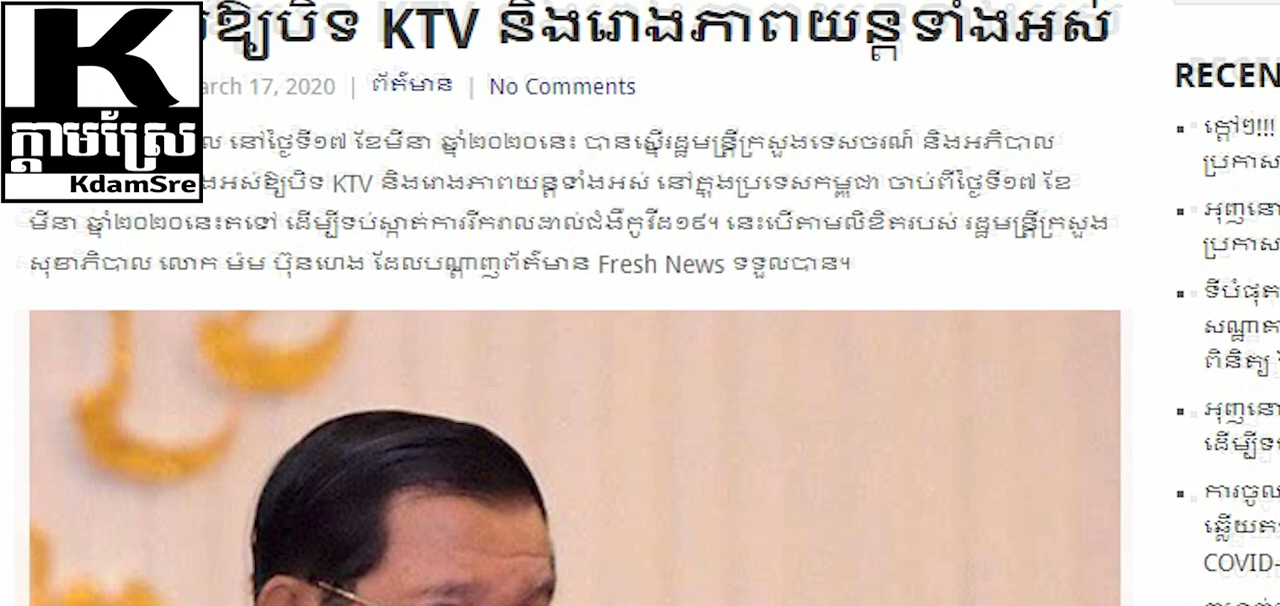 ឱ្យបិទ KTV និងរោងភាពយន្តទាំងអស់
arch 17, 2020 | ព័ត៌មាន | No Comments
K
ក្តាមស្រែ
KdamSre
ល នៅថ្ងៃទី១៧ ខែមីនា ឆ្នាំ២០២០នេះ បានស្នើរដ្ឋមន្ត្រីក្រសួងទេសចរណ៍ និងអភិបាល
ងអស់ឱ្យបិទ KTV និងរោងភាពយន្តទាំងអស់ នៅក្នុងប្រទេសកម្ពុជា ចាប់ពីថ្ងៃទី១៧ ខែ
មីនា ឆ្នាំ២០២០នេះតទៅ ដើម្បីទប់ស្កាត់ការរីករាលដាល់ជំងឺកូវីដ១៩។ នេះបើតាមលិខិតរបស់ រដ្ឋមន្ត្រីក្រសួង
សុខាភិបាល លោក ម៉ម ប៊ុនហេង ដែលបណ្តាញព័ត៌មាន Fresh News ទទួលបាន។
RECEN
ក្តៅៗ!!!
ប្រកាស
អញ្ញនោ
ប្រកាស
ទីបំផុត
សណ្ឋាគ
ពិនិត្យ
អញ្ញនោ
ដើម្បីទ
ការចូល
ឆ្លើយត
COVID-